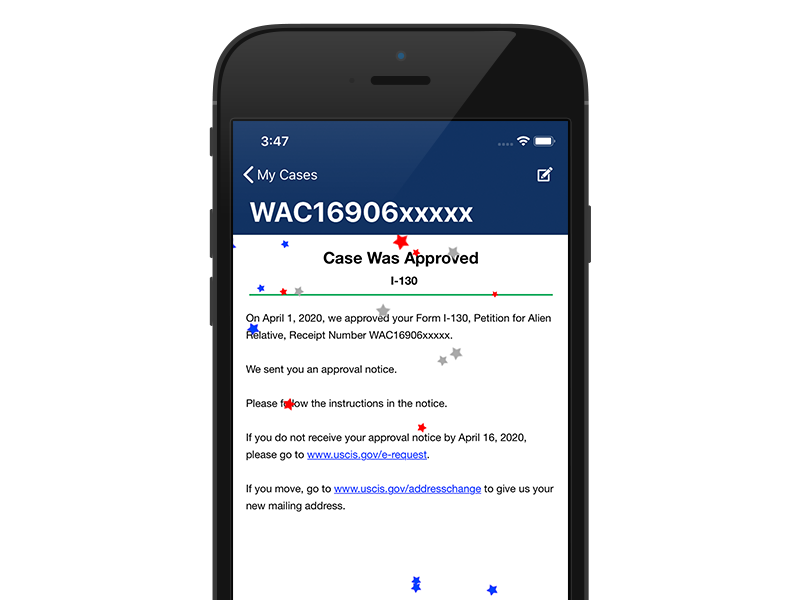 3:47
My Cases
WAC16906xxxxx
Case Was Approved
I-130
On April 1, 2020, we approved your Form I-130, Petition for Alien
Relative, Receipt Number WAC16906xxxxx.
We sent you an approval notice.
Please follow the instructions in the notice.
If you do not receive your approval notice by April 16, 2020,
please go to www.uscis.gov/e-request.
If you move, go to www.uscis.gov/addresschange to give us your
new mailing address.